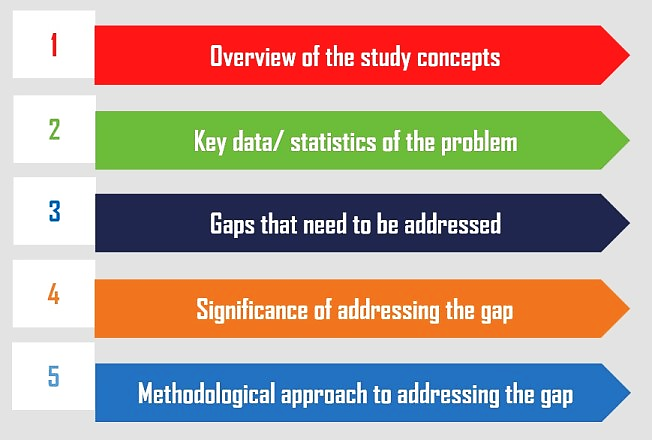 1
Overview of the study concepts
2
Key data/ statistics of the problem
3
Gaps that need to be addressed
4
Significance of addressing the gap
5
Methodological approach to addressing the gap